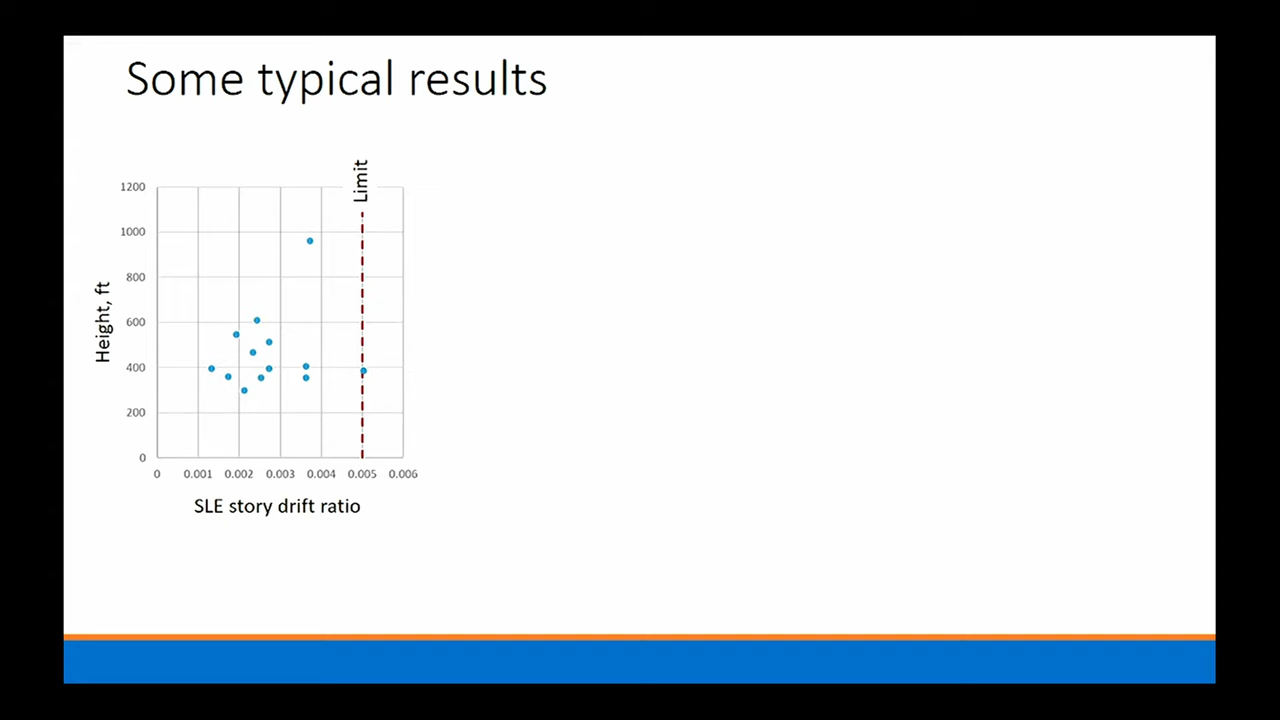 Some typical results
Limit
1200
1000
800
600
400
200
0
Height, ft
0 0.001 0.002 0.003 0.004 0.005 0.006
SLE story drift ratio